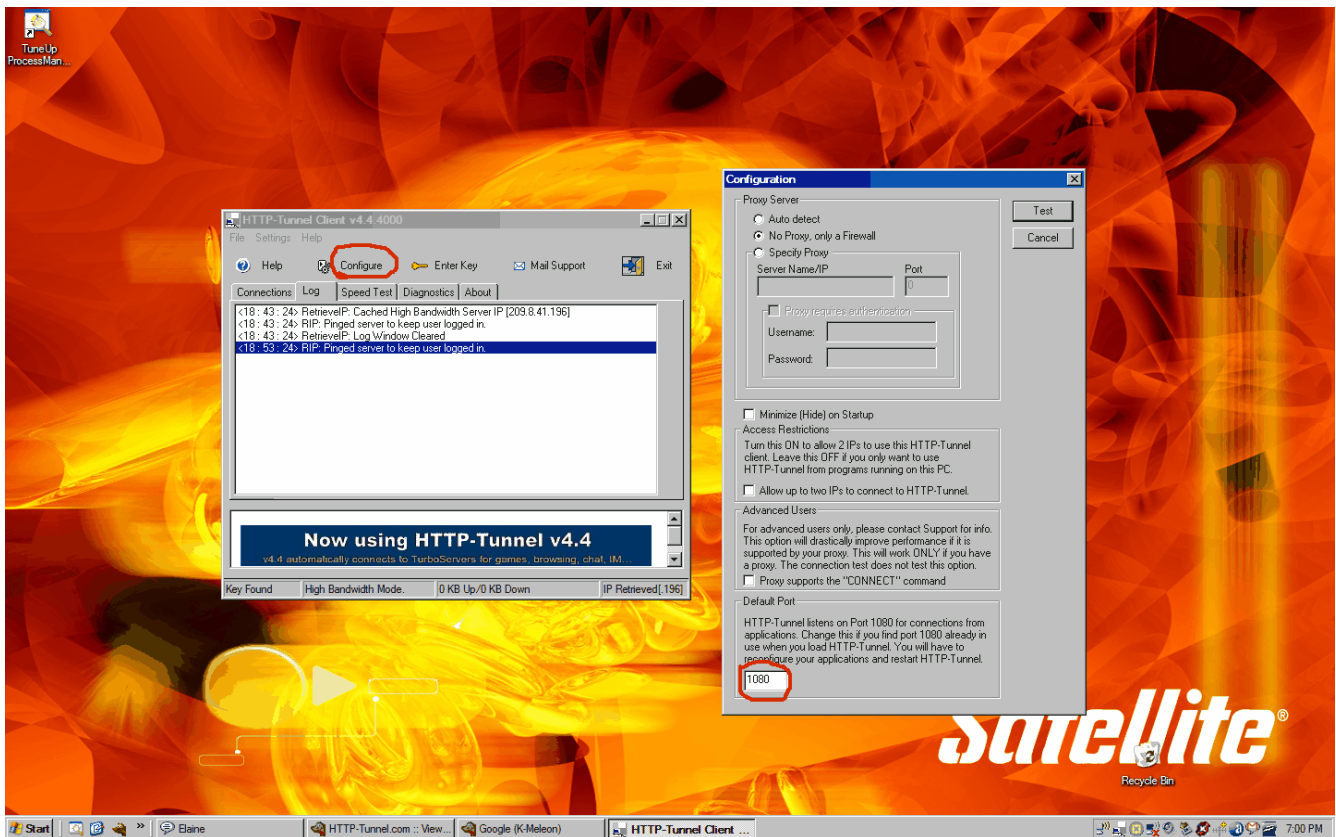 TuneUp
ProcessMan...
HTTP-Tunnel Client v4.4.4000
File Settings Help
Help Configure Enter Key Mail Support Exit
Connections Log Speed Test Diagnostics About
<18 : 43 : 24> RetrieveIP: Cached High Bandwidth Server IP [209.8.41.196]
<18 : 43 : 24> RIP: Pinged server to keep user logged in.
<18 : 43 : 24> RetrieveIP: Log Window Cleared
<18 : 53 : 24> RIP: Pinged server to keep user logged in.
Now using HTTP-Tunnel v4.4
v4.4 automatically connects to TurboServers for games, browsing, chat, IM...
Key Found High Bandwidth Mode. 0 KB Up/0 KB Down IP Retrieved[.196]
Configuration
Proxy Server
Auto detect
No Proxy, only a Firewall
Specify Proxy
Server Name/IP Port
0
Proxy requires authentication
Username:
Password:
Test
Cancel
Minimize (Hide) on Startup
Access Restrictions
Turn this ON to allow 2 IPs to use this HTTP-Tunnel
client. Leave this OFF if you only want to use
HTTP-Tunnel from programs running on this PC.
Allow up to two IPs to connect to HTTP-Tunnel.
Advanced Users
For advanced users only, please contact Support for info.
This option will drastically improve performance if it is
supported by your proxy. This will work ONLY if you have
a proxy. The connection test does not test this option.
Proxy supports the "CONNECT" command
Default Port
HTTP-Tunnel listens on Port 1080 for connections from
applications. Change this if you find port 1080 already in
use when you load HTTP-Tunnel. You will have to
reconfigure your applications and restart HTTP-Tunnel.
1080
Satellite®
Recycle Bin
Start » Elaine HTTP-Tunnel.com :: View... Google (K-Meleon) HTTP-Tunnel Client ... 7:00 PM